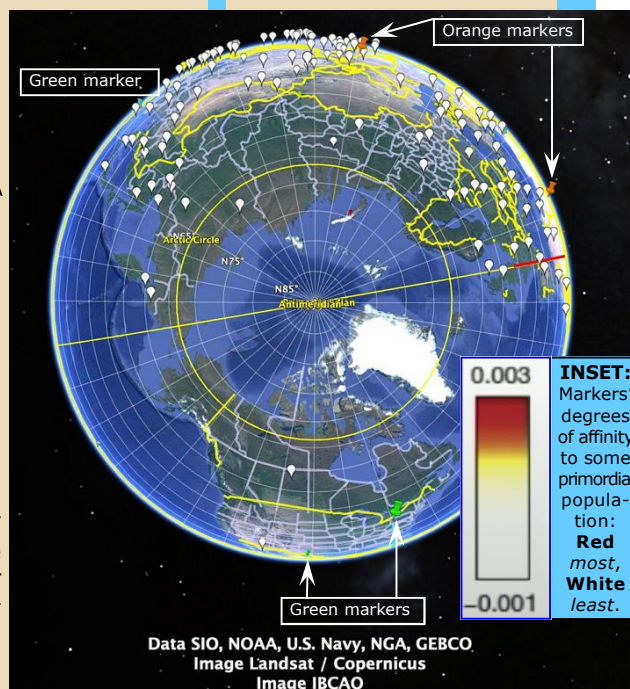 Orange markers
Green marker
N65°
Arctic Circle
N75°
N85°
Antimeridian
0.003
−0.001
INSET:
Markers'
degrees
of affinity
to some
primordia
popula-
tion:
Red
most,
White
least.
Green markers
Data SIO, NOAA, U.S. Navy, NGA, GEBCO
Image Landsat / Copernicus
Image IBCAO